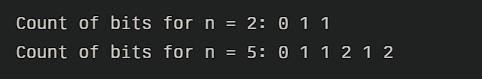 Count of bits for n = 2: 0 1 1
Count of bits for n = 5: 0 1 1 2 1 2